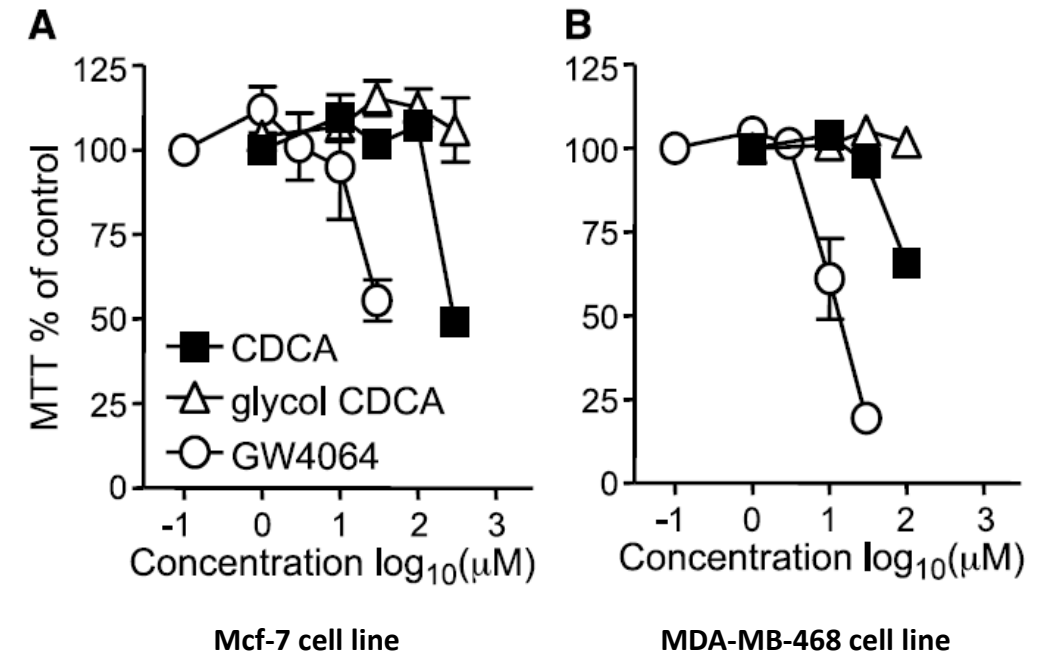 A
MTT % of control
125
100
75
50
25
0
CDCA
glycol CDCA
GW4064
-1 0 1 2 3
Concentration log10(μM)
Mcf-7 cell line
B
125
100
75
50
25
0
-1 0 1 2 3
Concentration log10(μM)
MDA-MB-468 cell line